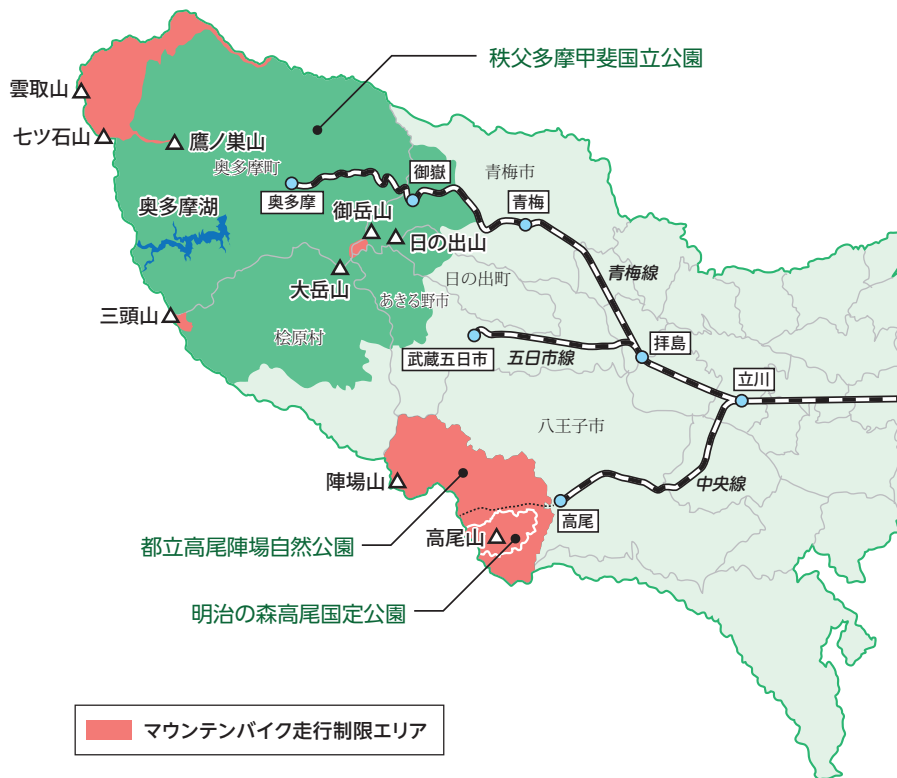 秩父多摩甲斐国立公園
雲取山
七ツ石山
鷹ノ巣山
奥多摩町
御嶽
青梅市
奥多摩
御岳山
青梅
奥多摩湖
日の出山
青梅線
日の出町
大岳山
あきる野市
三頭山
桧原村
武蔵五日市
五日市線
拝島
立川
八王子市
陣場山
中央線
高尾
高尾山
都立高尾陣場自然公園
明治の森高尾国定公園
マウンテンバイク走行制限エリア